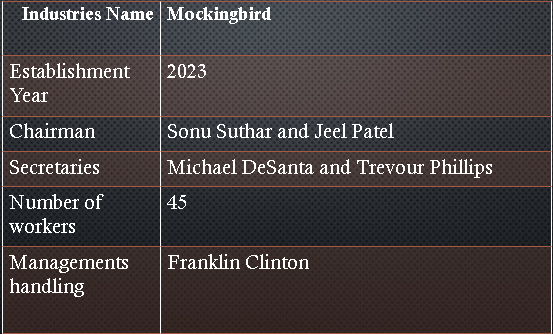 Industries Name Mockingbird
Establishment 2023
Year
Chairman Sonu Suthar and Jeel Patel
Secretaries Michael DeSanta and Trevour Phillips
Number of 45
workers
Managements Franklin Clinton
handling